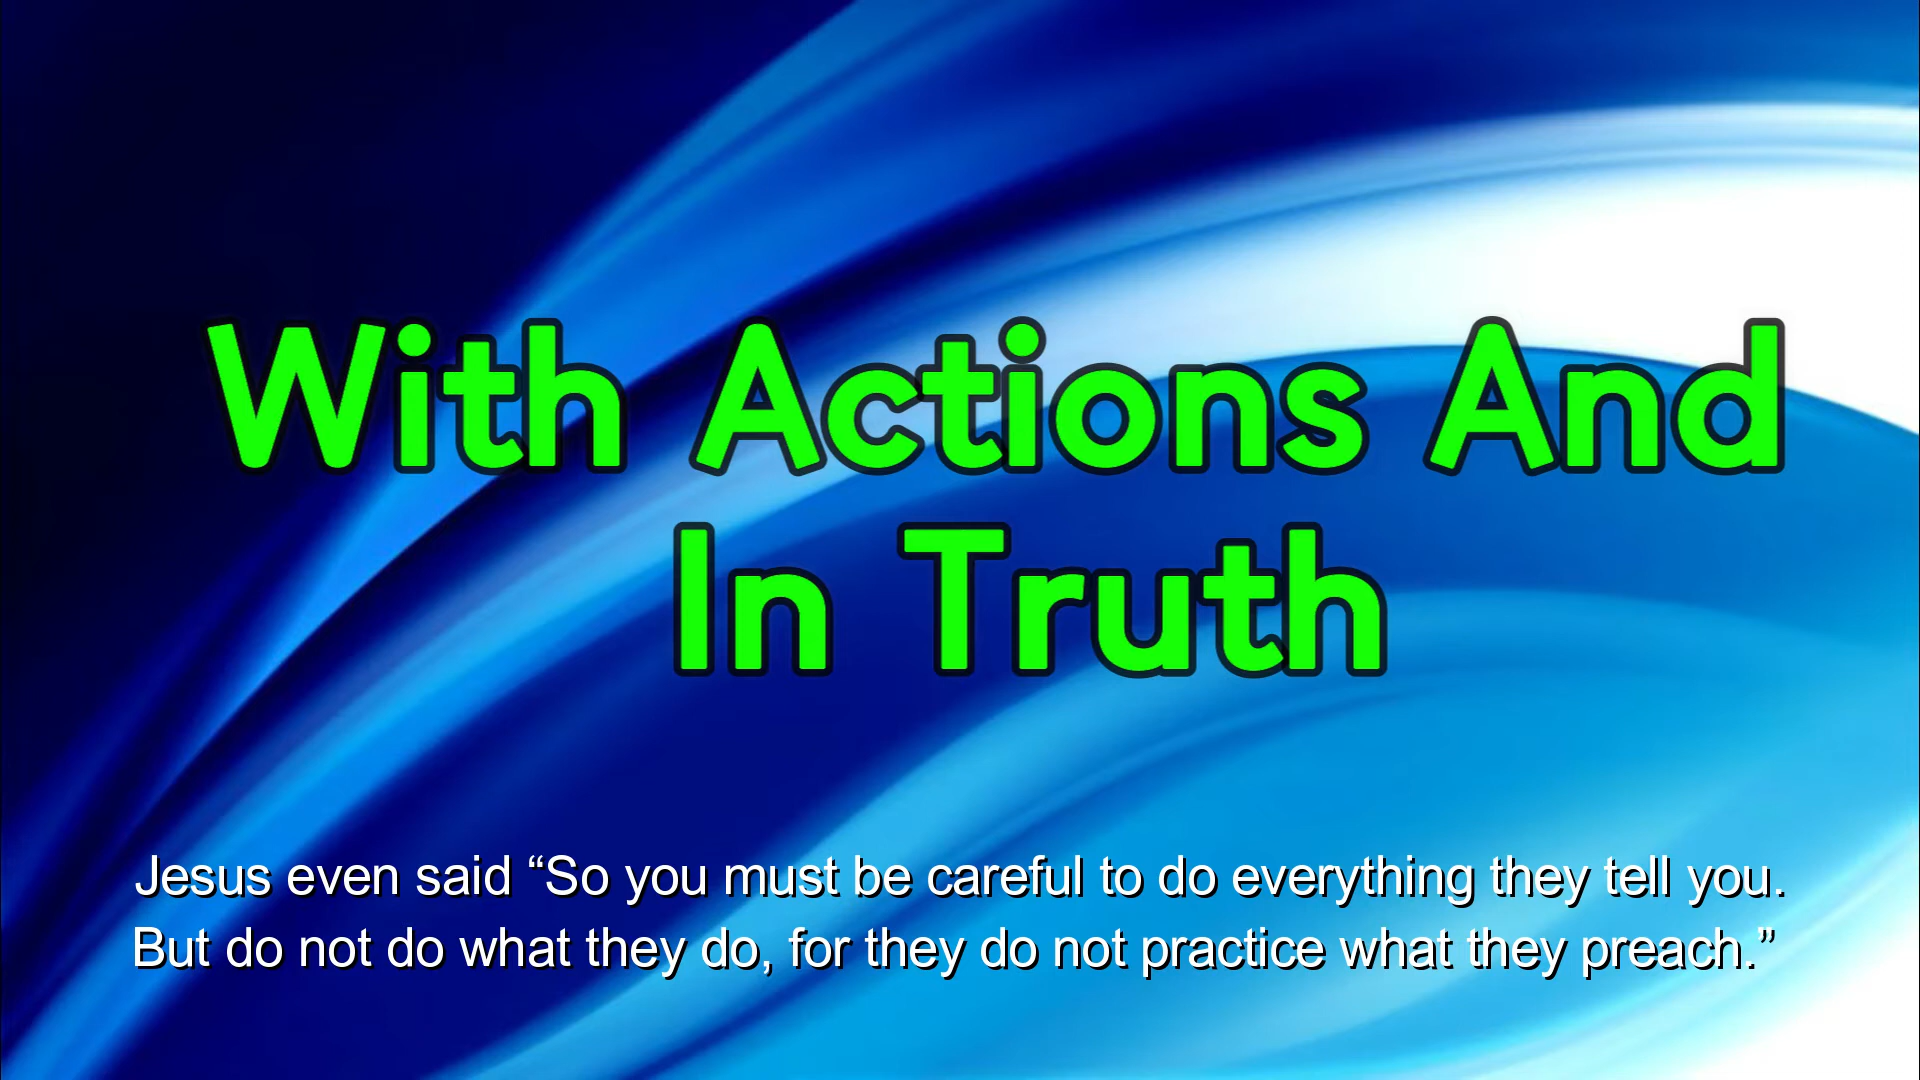 With Actions And
In Truth
Jesus even said “So you must be careful to do everything they tell you.
But do not do what they do, for they do not practice what they preach.”